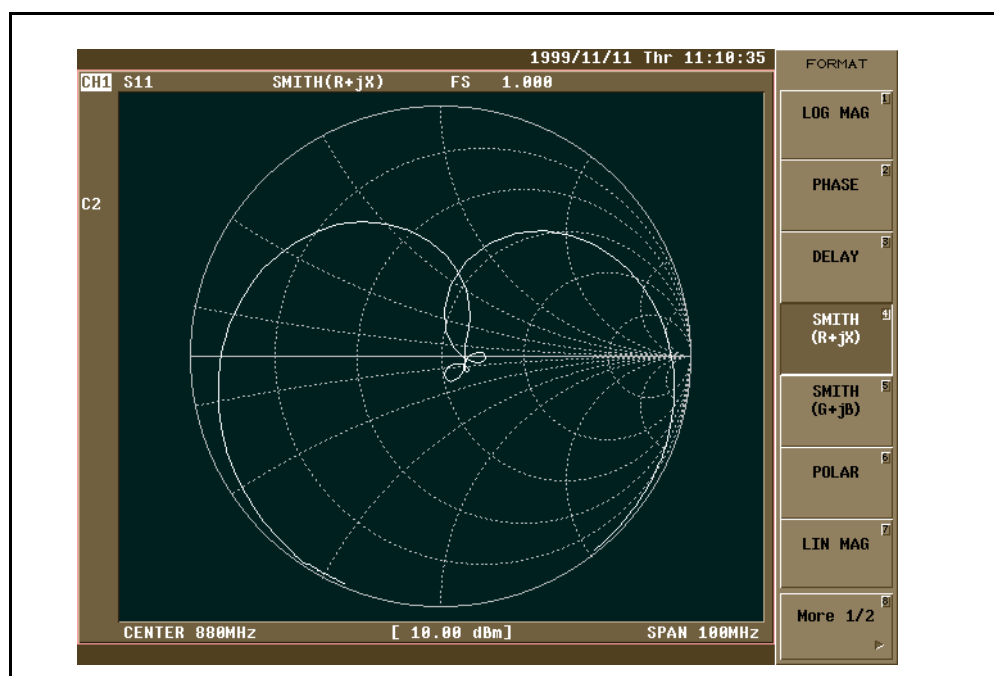 1999/11/11 Thr 11:10:35
CH1 S11 SMITH(R+jX) FS 1.000
C2
CENTER 880MHz [ 10.00 dBm] SPAN 100MHz
FORMAT
1
LOG MAG
2
PHASE
3
DELAY
4
SMITH
(R+jX)
5
SMITH
(G+jB)
6
POLAR
7
LIN MAG
8
More 1/2